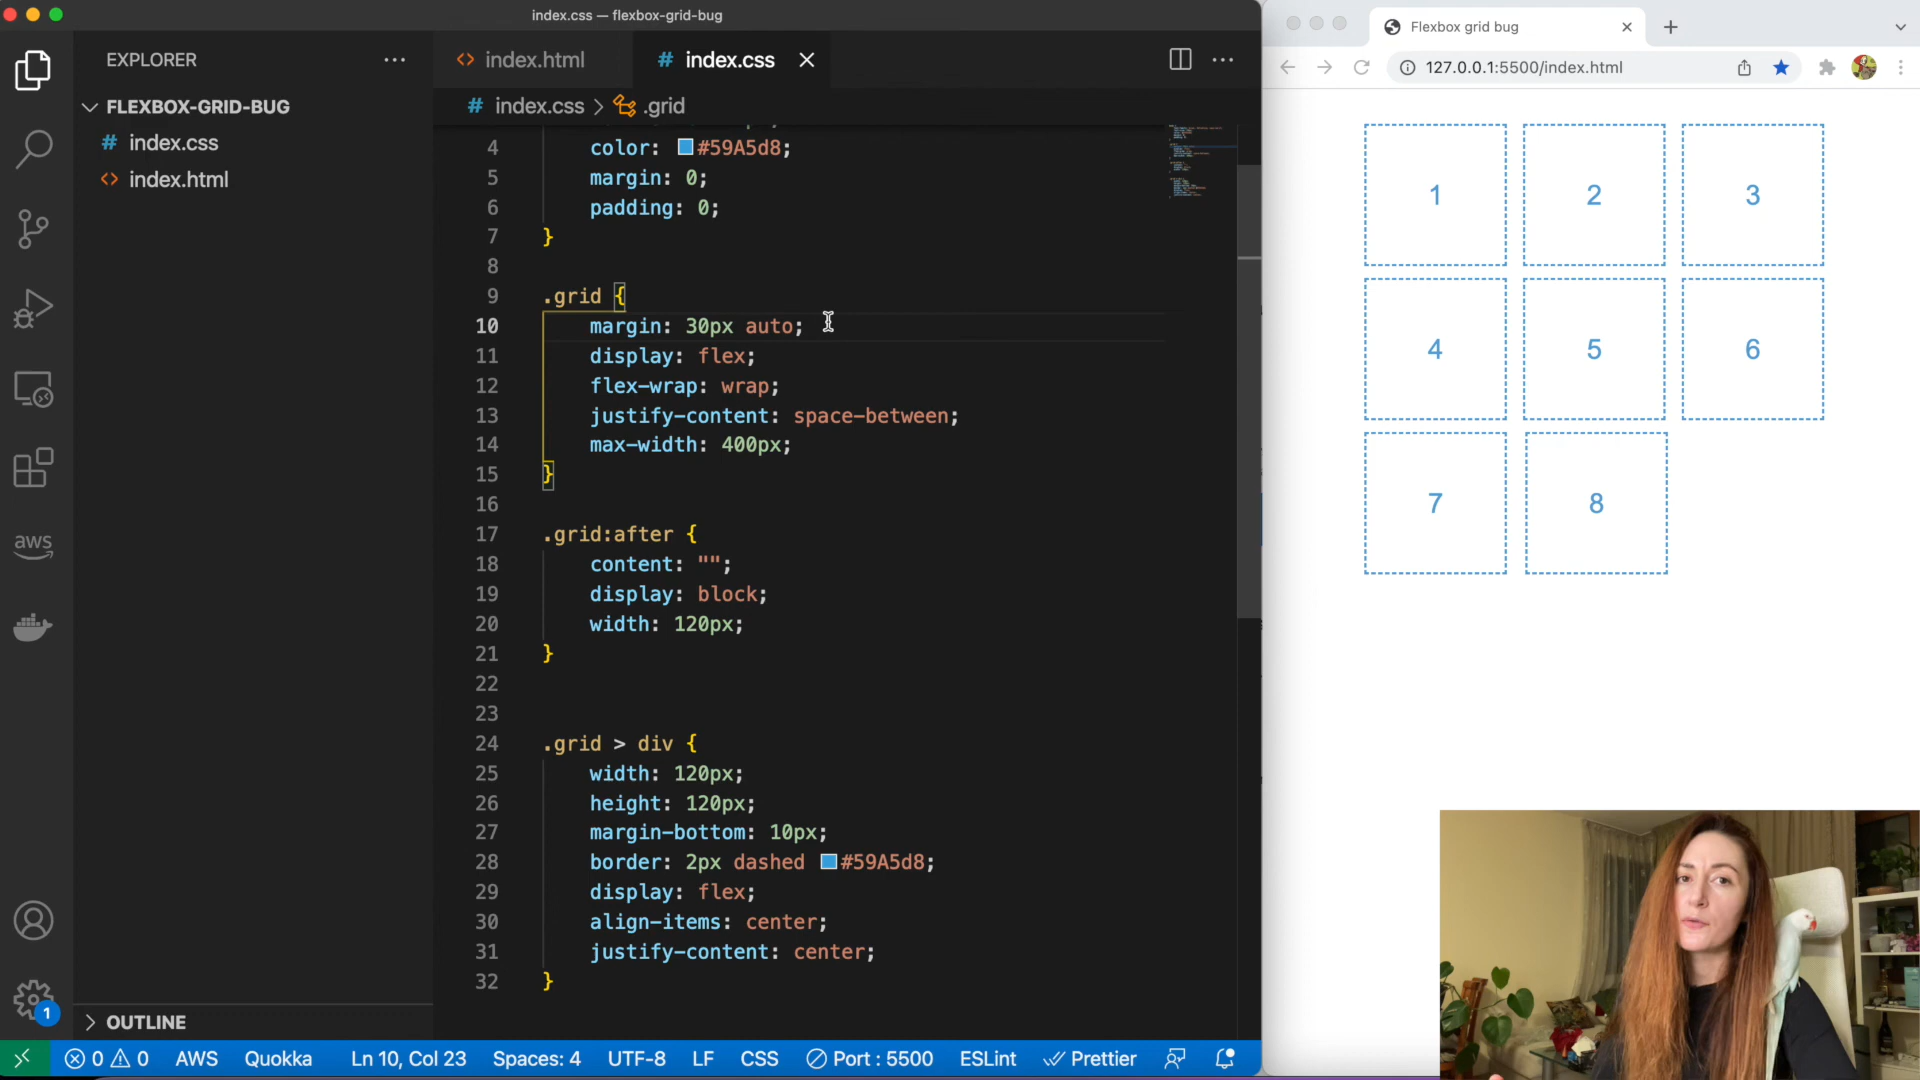 index.css — flexbox-grid-bug
EXPLORER
FLEXBOX-GRID-BUG
# index.css
<> index.html
OUTLINE
aws
1
<> index.html
# index.css
# index.css > .grid
4 color: #59A5d8;
5 margin: 0;
6 padding: 0;
7 }
8
9 .grid {
10 margin: 30px auto;
11 display: flex;
12 flex-wrap: wrap;
13 justify-content: space-between;
14 max-width: 400px;
15 }
16
17 .grid:after {
18 content: "";
19 display: block;
20 width: 120px;
21 }
22
23
24 .grid > div {
25 width: 120px;
26 height: 120px;
27 margin-bottom: 10px;
28 border: 2px dashed #59A5d8;
29 display: flex;
30 align-items: center;
31 justify-content: center;
32 }
0 0 AWS Quokka Ln 10, Col 23 Spaces: 4 UTF-8 LF CSS Port : 5500 ESLint Prettier
Flexbox grid bug
127.0.0.1:5500/index.html
1 2 3
4 5 6
7 8